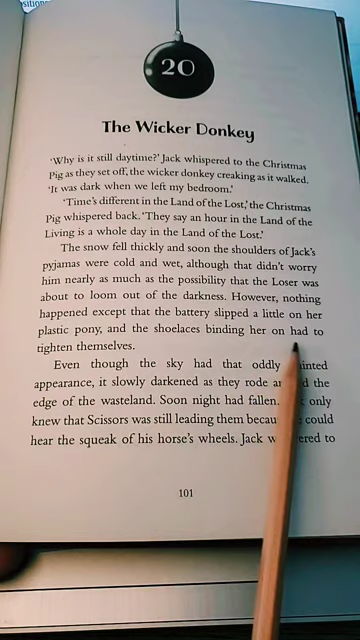 20
The Wicker Donkey
‘Why is it still daytime?’ Jack whispered to the Christmas
Pig as they set off, the wicker donkey creaking as it walked.
‘It was dark when we left my bedroom.’
‘Time’s different in the Land of the Lost,’ the Christmas
Pig whispered back. ‘They say an hour in the Land of the
Living is a whole day in the Land of the Lost.’
The snow fell thickly and soon the shoulders of Jack’s
pyjamas were cold and wet, although that didn’t worry
him nearly as much as the possibility that the Loser was
about to loom out of the darkness. However, nothing
happened except that the battery slipped a little on her
plastic pony, and the shoelaces binding her on had to
tighten themselves.
Even though the sky had that oddly
appearance, it slowly darkened as they rode the
edge of the wasteland. Soon night had fallen. only
knew that Scissors was still leading them could
hear the squeak of his horse’s wheels. Jack to
101